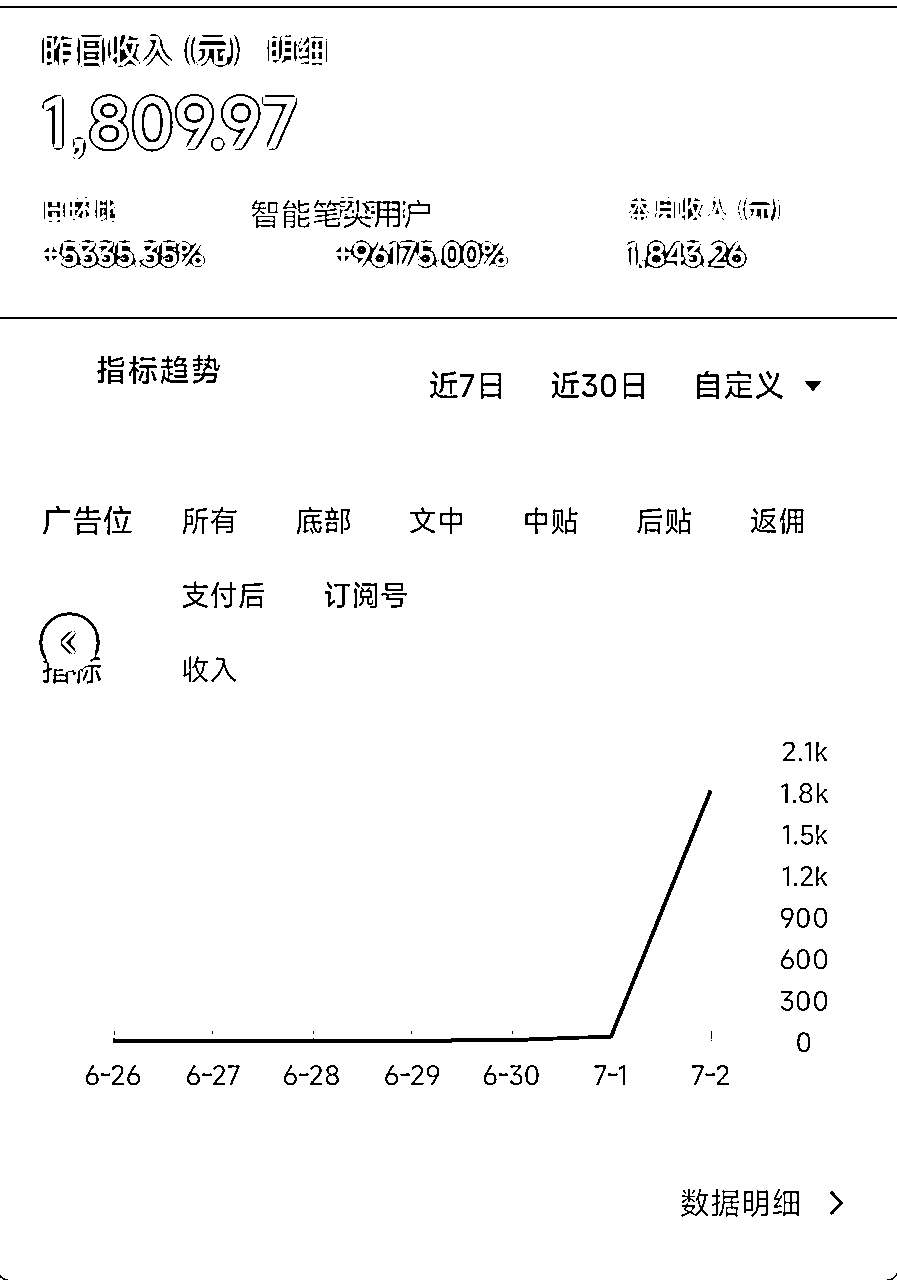 昨日收入 (元) 明细
1,809.97
日环比 智能笔尖用户 本月收入 (元)
+5335.35% +96175.00% 1,843.26
指标趋势
近7日 近30日 自定义
广告位 所有 底部 文中 中贴 后贴 返佣
支付后 订阅号
指标 收入
2.1k
1.8k
1.5k
1.2k
900
600
300
0
6-26 6-27 6-28 6-29 6-30 7-1 7-2
数据明细